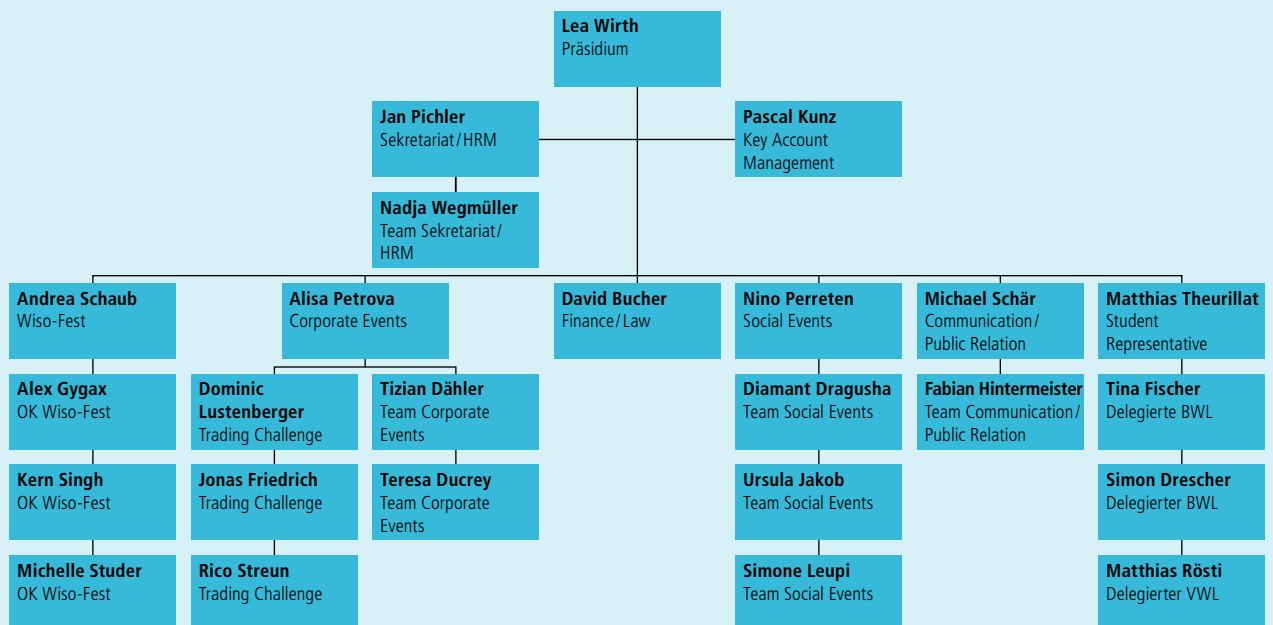 Lea Wirth
Präsidium
Jan Pichler
Sekretariat/HRM
Pascal Kunz
Key Account
Management
Nadja Wegmüller
Team Sekretariat/
HRM
Andrea Schaub
Wiso-Fest
Alisa Petrova
Corporate Events
David Bucher
Finance/Law
Nino Perreten
Social Events
Michael Schär
Communication/
Public Relation
Matthias Theurillat
Student
Representative
Alex Gygax
OK Wiso-Fest
Dominic
Lustenberger
Trading Challenge
Tizian Dähler
Team Corporate
Events
Diamant Dragusha
Team Social Events
Fabian Hintermeister
Team Communication/
Public Relation
Tina Fischer
Delegierte BWL
Kern Singh
OK Wiso-Fest
Jonas Friedrich
Trading Challenge
Teresa Ducrey
Team Corporate
Events
Ursula Jakob
Team Social Events
Simon Drescher
Delegierter BWL
Michelle Studer
OK Wiso-Fest
Rico Streun
Trading Challenge
Simone Leupi
Team Social Events
Matthias Rösti
Delegierter VWL